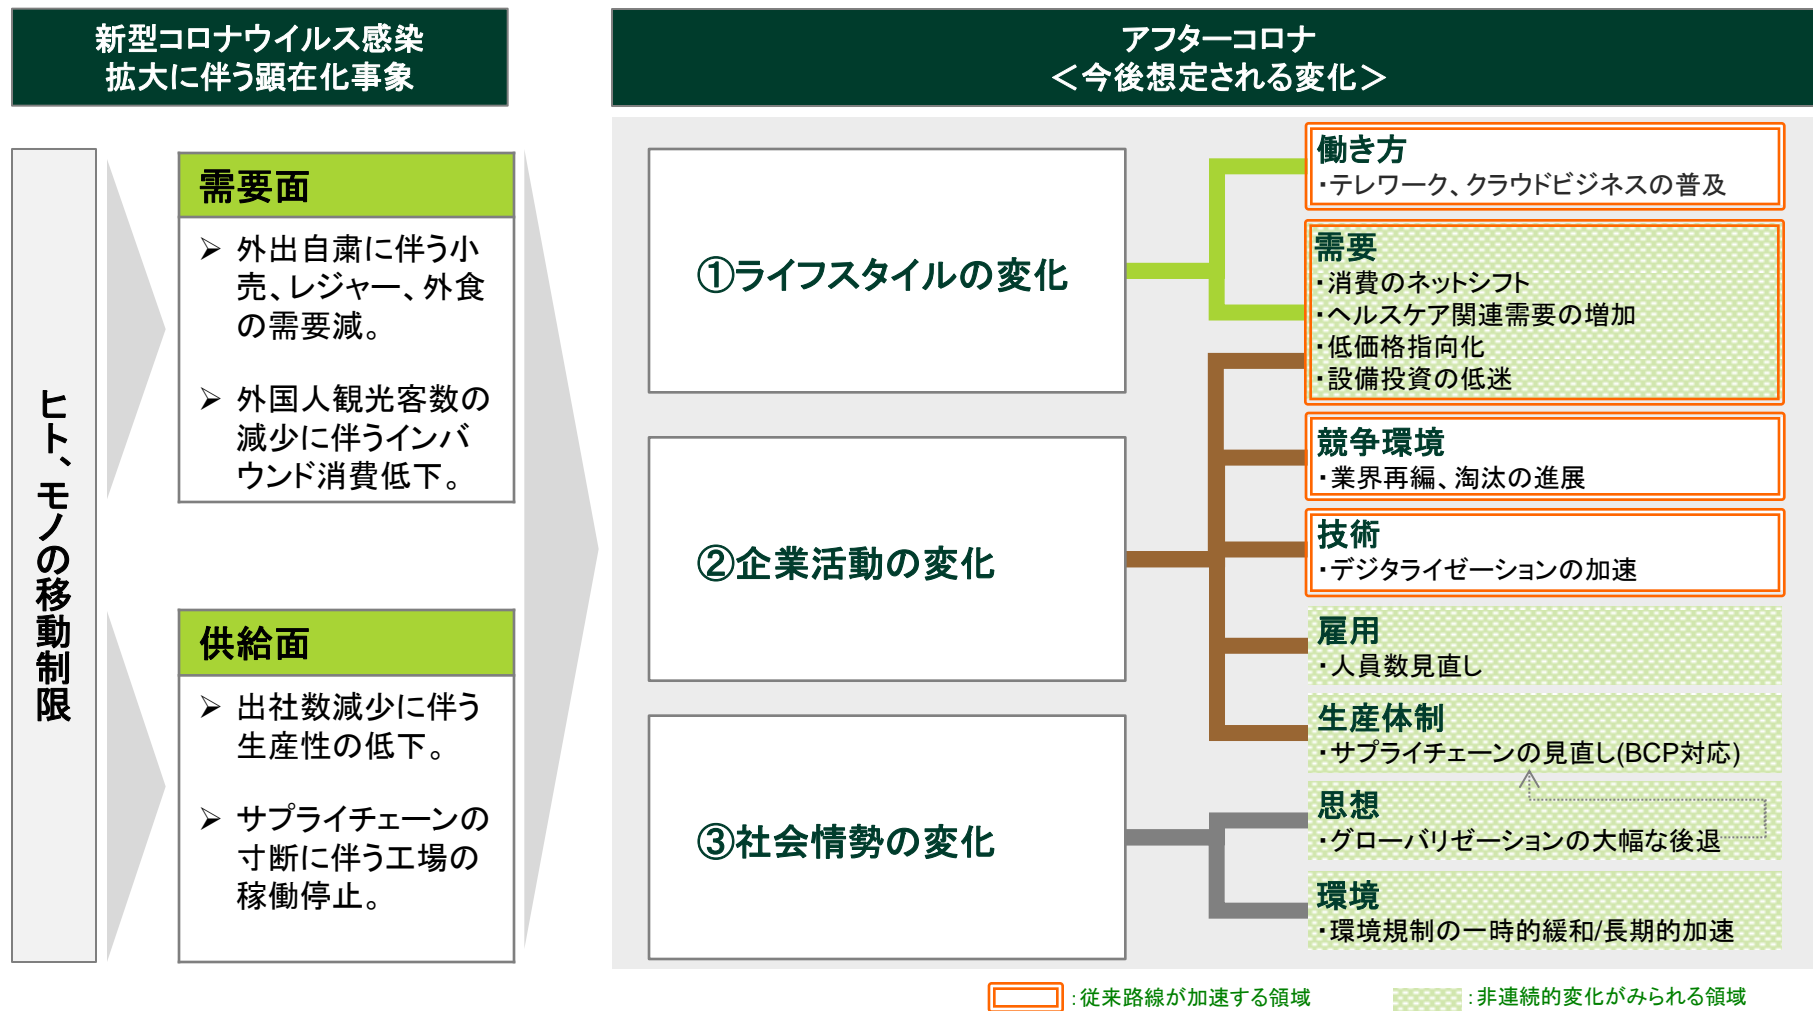 新型コロナウイルス感染
拡大に伴う顕在化事象
アフターコロナ
＜今後想定される変化＞
ヒト、モノの移動制限
需要面
➢ 外出自粛に伴う小
売、レジャー、外食
の需要減。
➢ 外国人観光客数の
減少に伴うインバ
ウンド消費低下。
供給面
➢ 出社数減少に伴う
生産性の低下。
➢ サプライチェーンの
寸断に伴う工場の
稼働停止。
①ライフスタイルの変化
②企業活動の変化
③社会情勢の変化
働き方
・テレワーク、クラウドビジネスの普及
需要
・消費のネットシフト
・ヘルスケア関連需要の増加
・低価格指向化
・設備投資の低迷
競争環境
・業界再編、淘汰の進展
技術
・デジタライゼーションの加速
雇用
・人員数見直し
生産体制
・サプライチェーンの見直し(BCP対応)
思想
・グローバリゼーションの大幅な後退
環境
・環境規制の一時的緩和/長期的加速
：従来路線が加速する領域
：非連続的変化がみられる領域